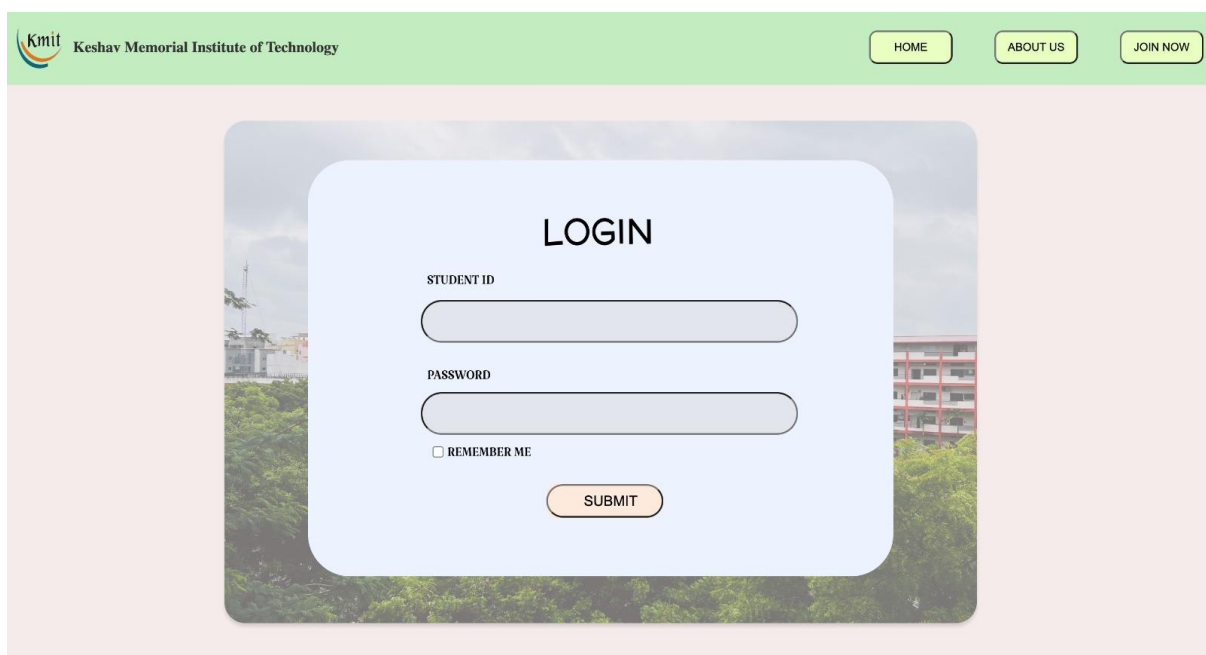 Kmit
Keshav Memorial Institute of Technology
HOME
ABOUT US
JOIN NOW
LOGIN
STUDENT ID
PASSWORD
REMEMBER ME
SUBMIT